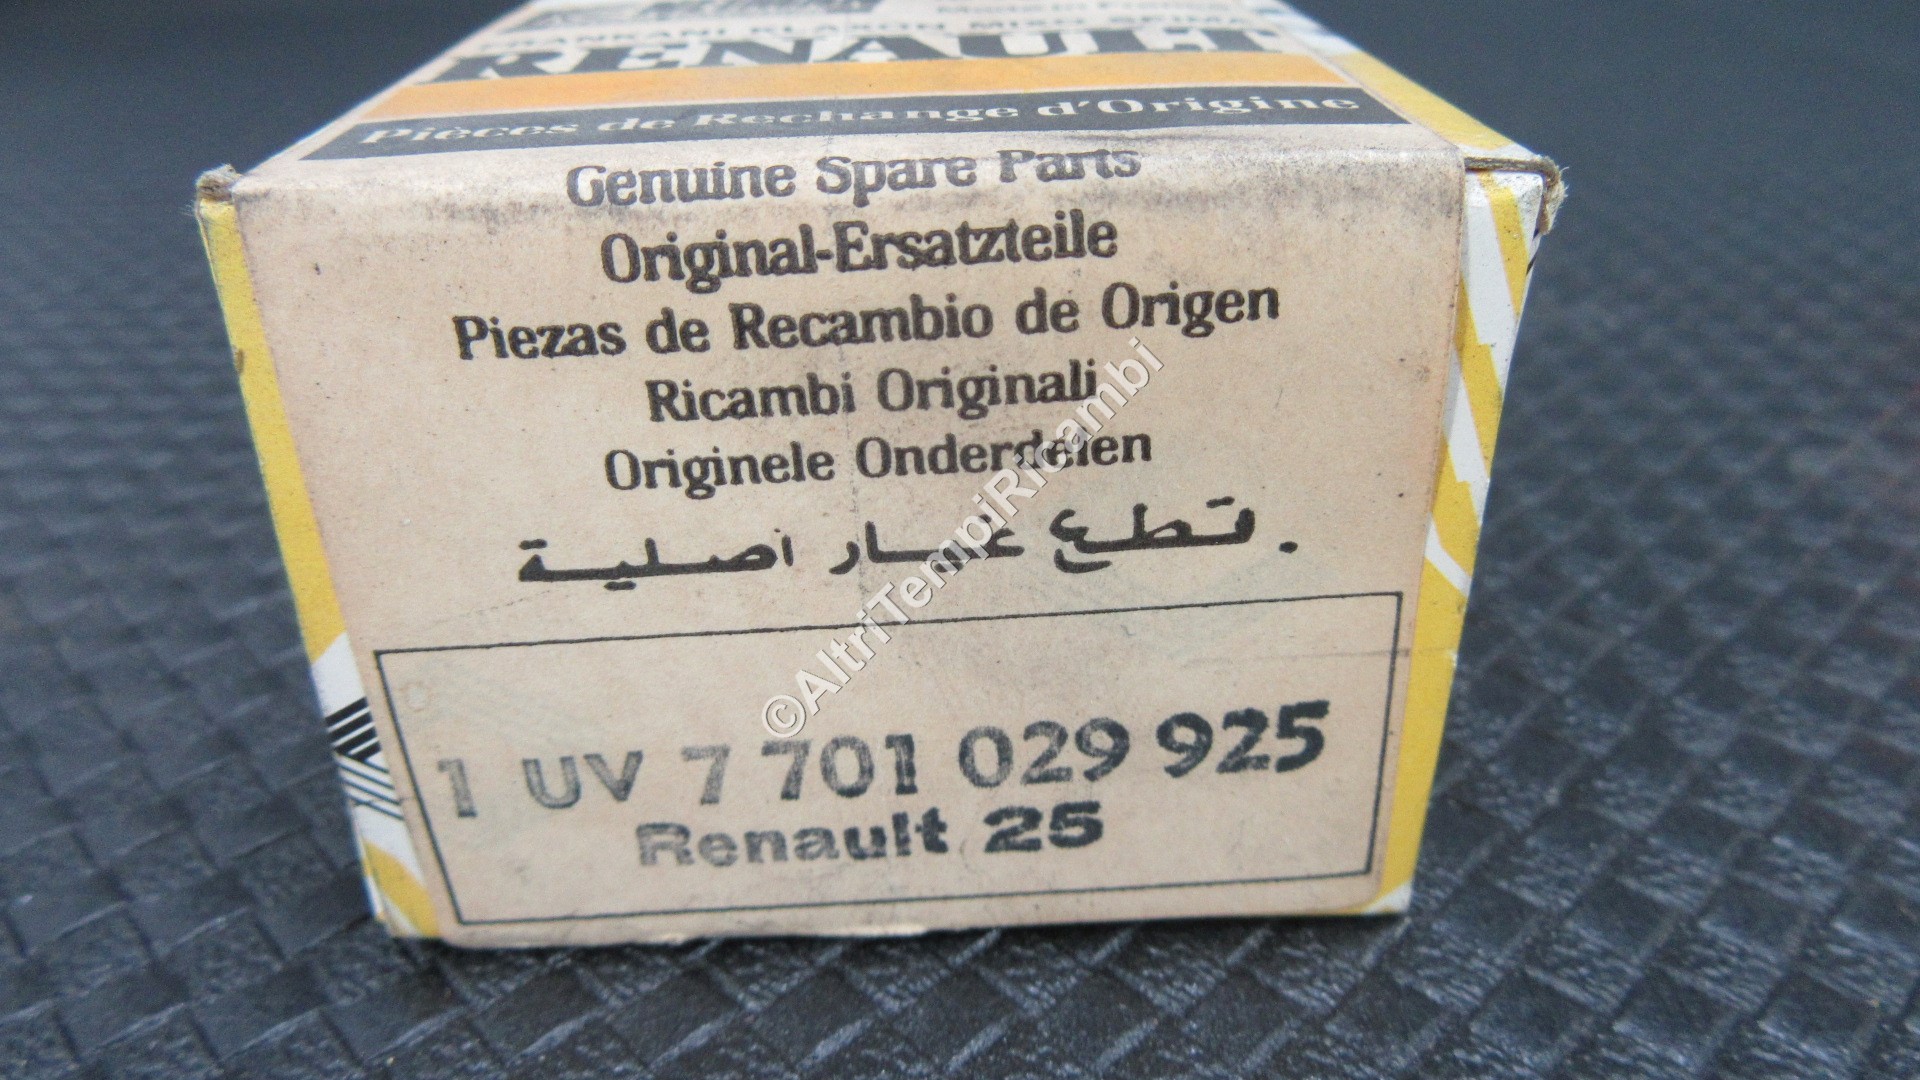 RENAULT
Pièces de Rechange d'Origine
Genuine Spare Parts
Original-Ersatzteile
Piezas de Recambio de Origen
Ricambi Originali
Originele Onderdelen
قطع غيار اصلية
1 UV 7 701 029 925
Renault 25
©AltriTempiRicambi